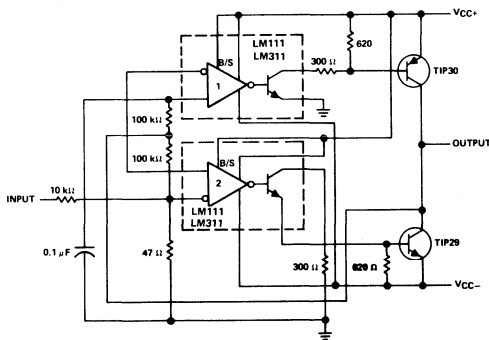 VCC+
LM111
LM311
B/S
620
300 Ω
TIP30
1
100 kΩ
OUTPUT
100 kΩ
B/S
10 kΩ
2
INPUT
LM111
LM311
TIP29
0.1 µF
47 Ω
300 Ω
620 Ω
VCC–